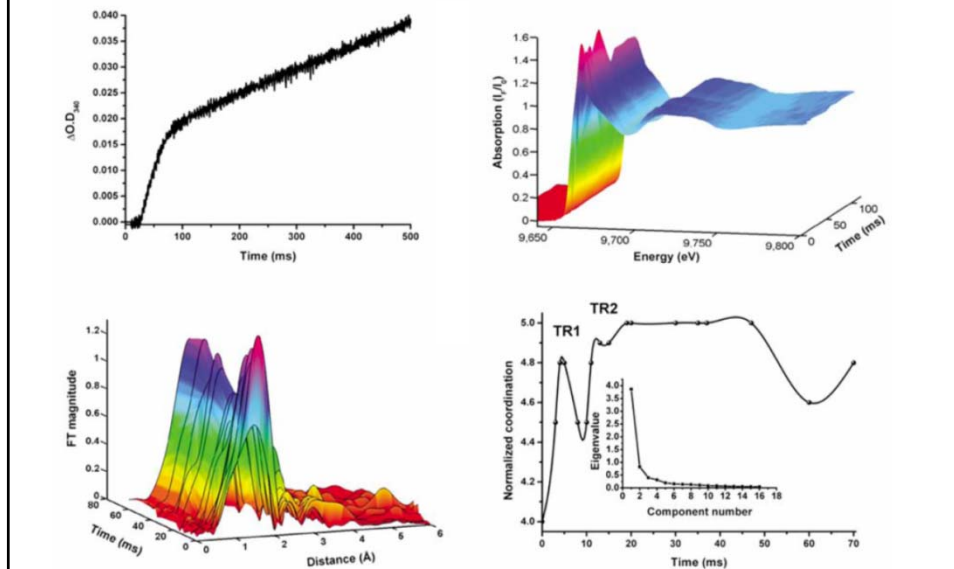 0.040
0.035
0.030
0.025
0.020
0.015
0.010
0.005
0.000
ΔO.D340
0 100 200 300 400 500
Time (ms)
1.6
1.4
1.2
1
0.8
0.6
0.4
0.2
0
Absorption (If/I0)
9,650 9,700 9,750 9,800
Energy (eV)
0 50 100
Time (ms)
1.2
1
0.8
0.6
0.4
0.2
0
FT magnitude
80 60 40 20 0
Time (ms)
0 1 2 3 4 5 6
Distance (Å)
TR1
TR2
5.0
4.8
4.6
4.4
4.2
4.0
Normalized coordination
4.0
3.5
3.0
2.5
2.0
1.5
1.0
0.5
0.0
Eigenvalue
0 2 4 6 8 10 12 14 16 18
Component number
0 10 20 30 40 50 60 70
Time (ms)